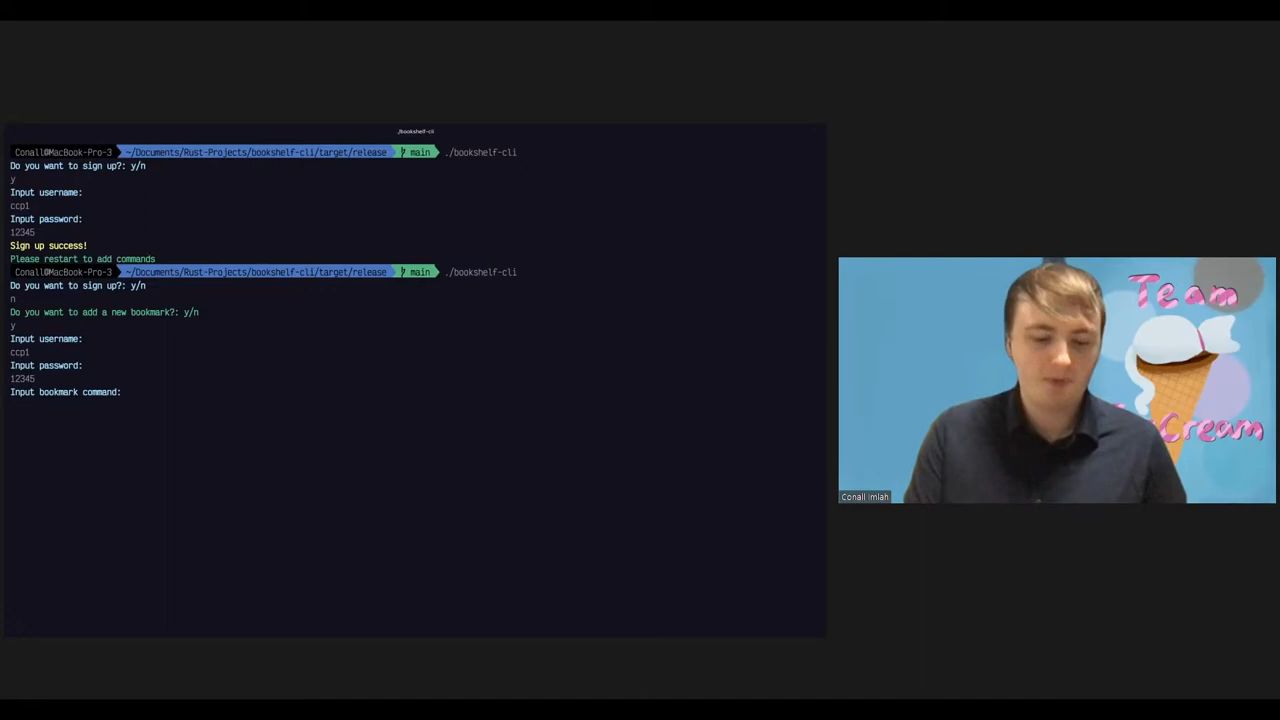 ./bookshelf-cli
Conall@MacBook-Pro-3 ~/Documents/Rust-Projects/bookshelf-cli/target/release main ./bookshelf-cli
Do you want to sign up?: y/n
y
Input username:
ccp1
Input password:
12345
Sign up success!
Please restart to add commands
Conall@MacBook-Pro-3 ~/Documents/Rust-Projects/bookshelf-cli/target/release main ./bookshelf-cli
Do you want to sign up?: y/n
n
Do you want to add a new bookmark?: y/n
y
Input username:
ccp1
Input password:
12345
Input bookmark command:
Team
Cream
Conall Imlah